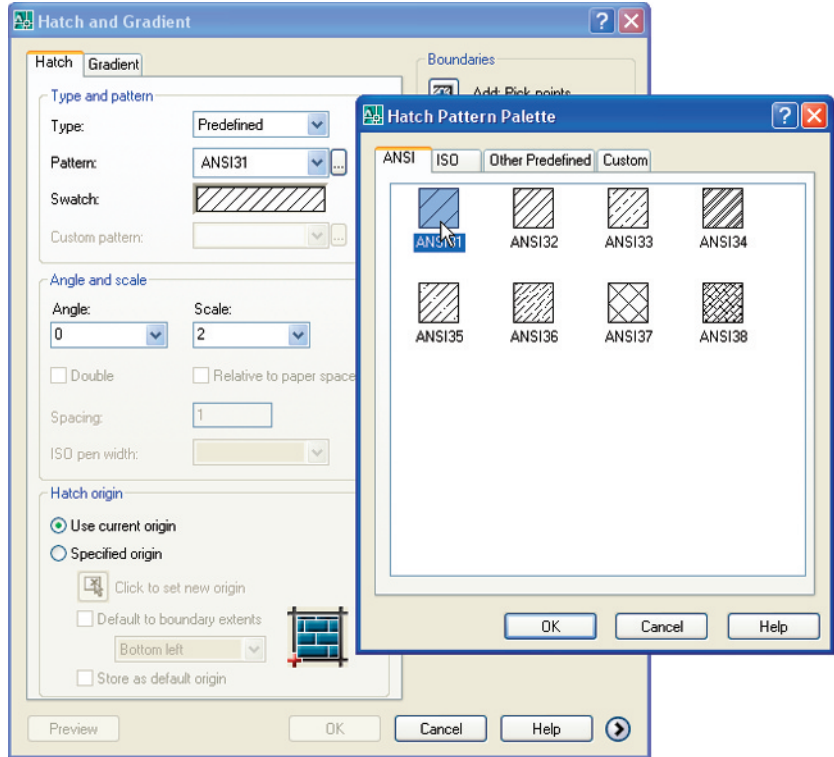 Hatch and Gradient
Hatch Gradient
Type and pattern
Type: Predefined
Pattern: ANSI31 ...
Swatch:
Custom pattern: ...
Angle and scale
Angle: Scale:
0 2
Double Relative to paper space
Spacing: 1
ISO pen width:
Hatch origin
Use current origin
Specified origin
Click to set new origin
Default to boundary extents
Bottom left
Store as default origin
Preview OK Cancel Help
Boundaries
Add: Pick points
Hatch Pattern Palette
ANSI ISO Other Predefined Custom
ANSI31 ANSI32 ANSI33 ANSI34
ANSI35 ANSI36 ANSI37 ANSI38
OK Cancel Help